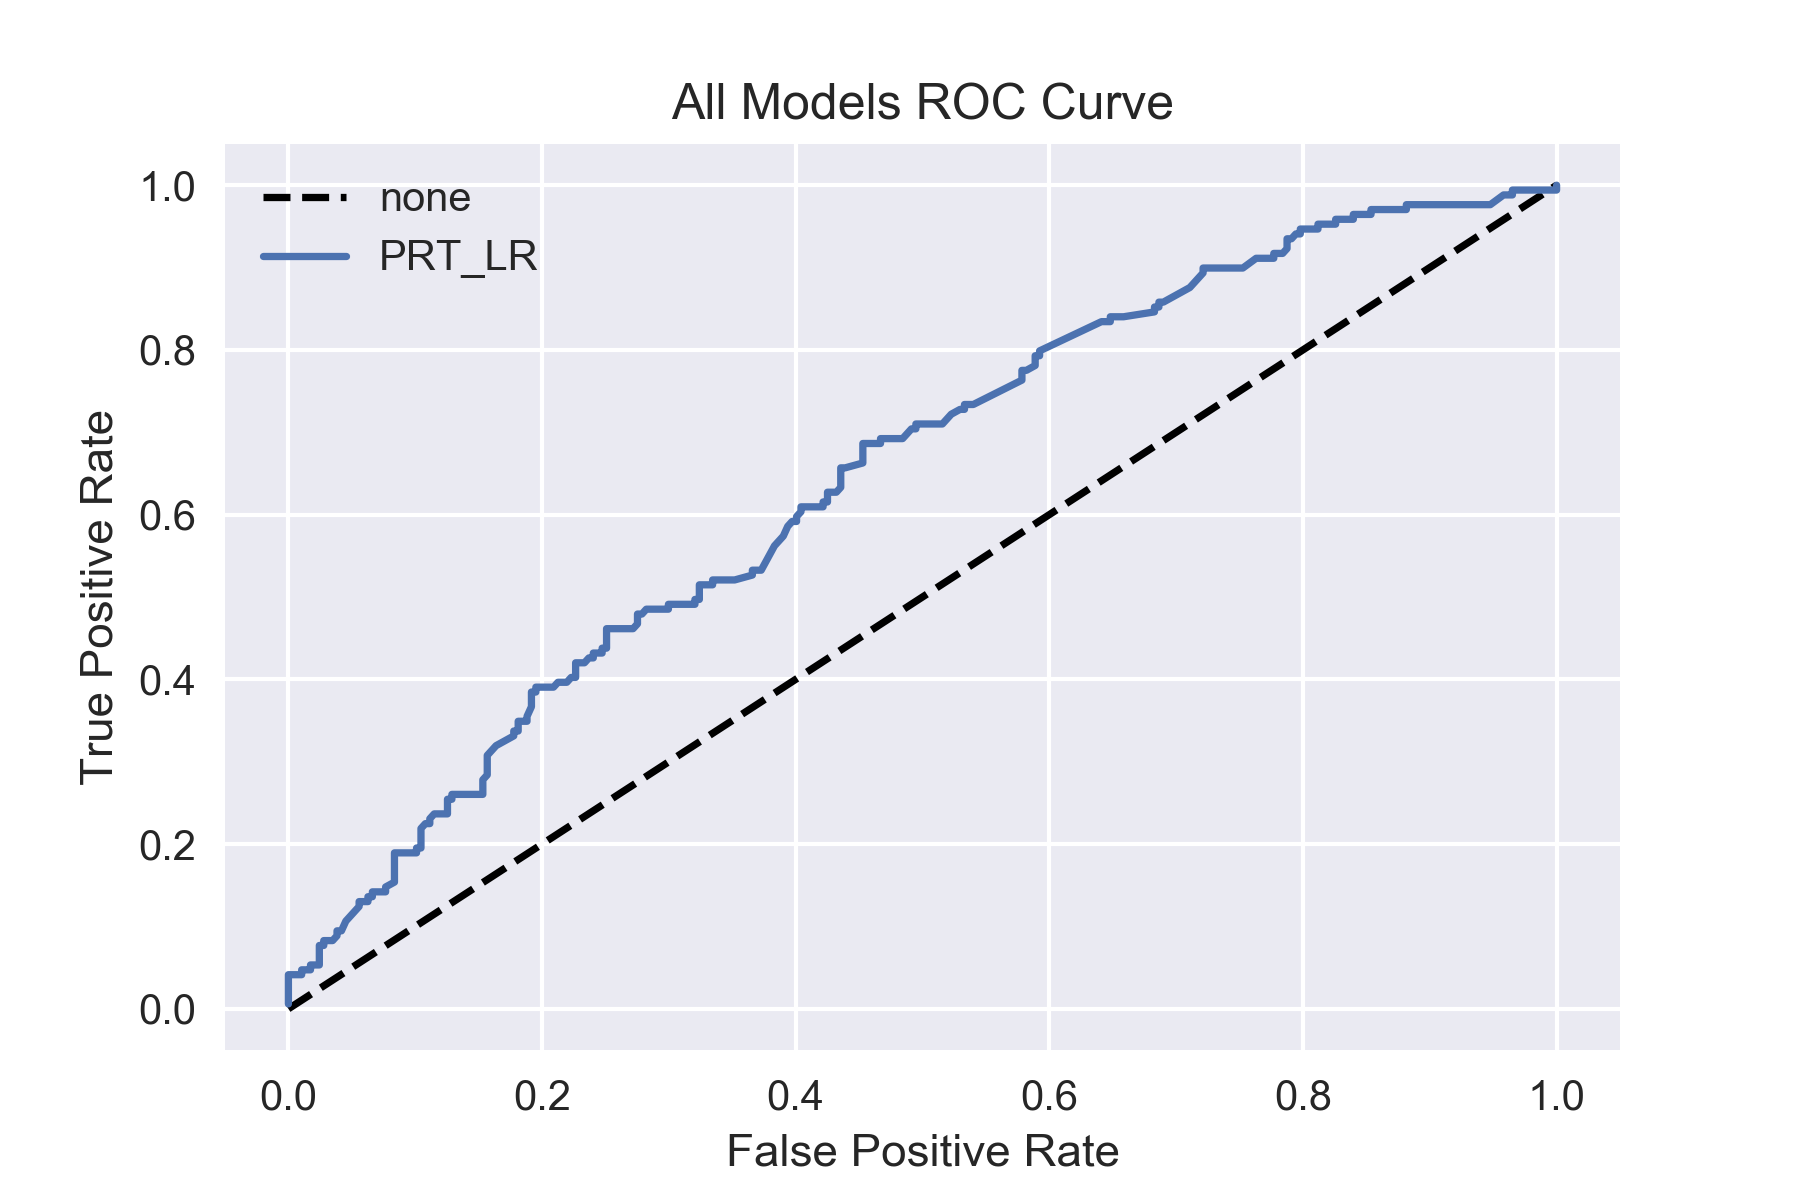 All Models ROC Curve
none
PRT_LR
True Positive Rate
1.0
0.8
0.6
0.4
0.2
0.0
0.0 0.2 0.4 0.6 0.8 1.0
False Positive Rate